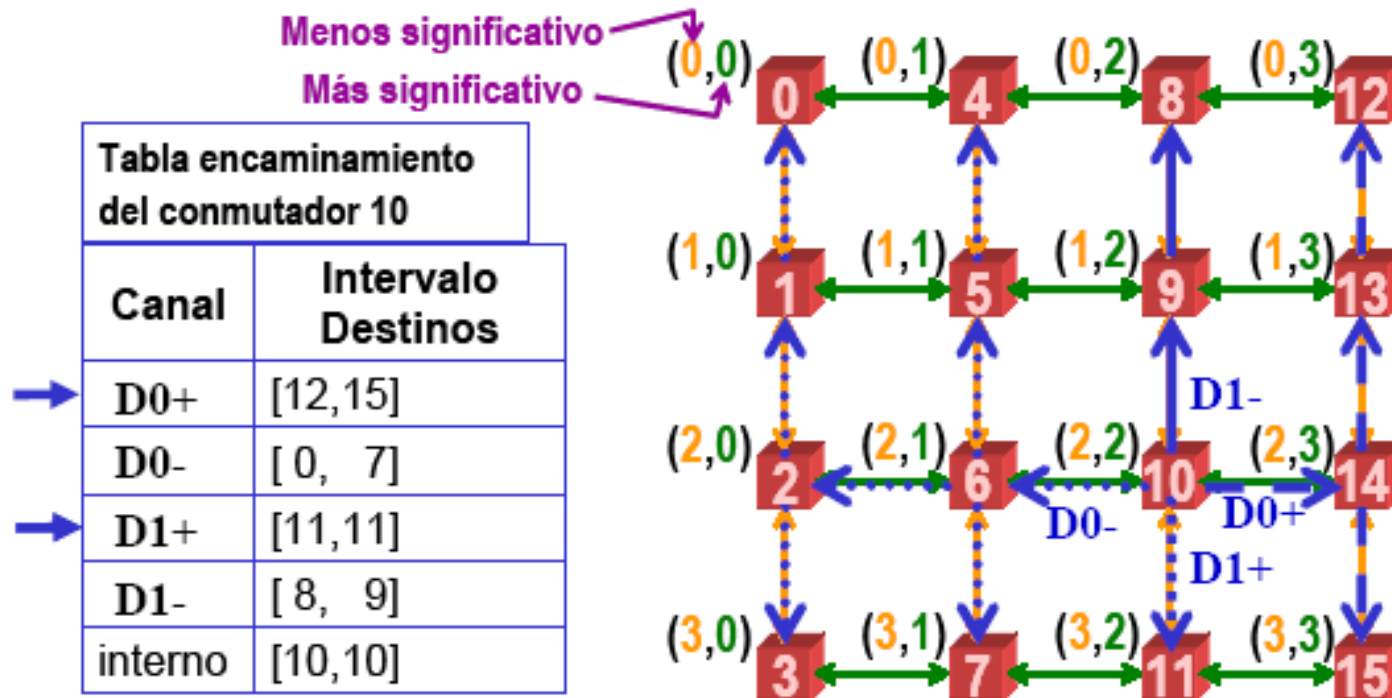 Menos significativo
Más significativo
Tabla encaminamiento
del conmutador 10
Canal Intervalo Destinos
D0+ [12,15]
D0- [ 0, 7]
D1+ [11,11]
D1- [ 8, 9]
interno [10,10]
(0,0) 0 (0,1) 4 (0,2) 8 (0,3) 12
(1,0) 1 (1,1) 5 (1,2) 9 (1,3) 13
D1-
(2,0) 2 (2,1) 6 (2,2) 10 (2,3) 14
D0- D0+
D1+
(3,0) 3 (3,1) 7 (3,2) 11 (3,3) 15